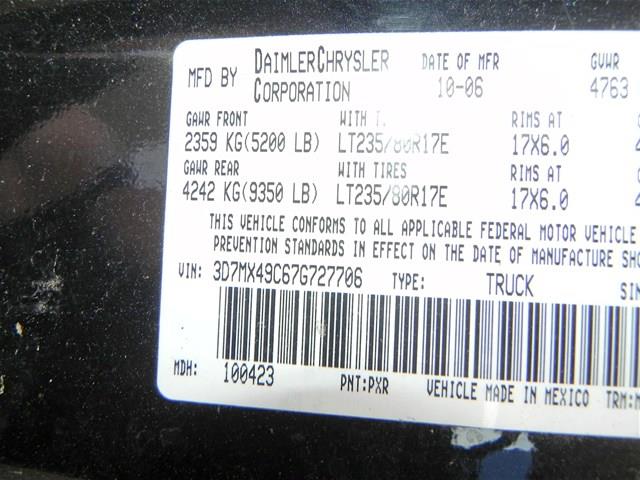 MFD BY DAIMLERCHRYSLER CORPORATION DATE OF MFR 10-06 GVWR 4763
GAWR FRONT WITH RIMS AT
2359 KG(5200 LB) LT235/80R17E 17X6.0
GAWR REAR WITH TIRES RIMS AT
4242 KG(9350 LB) LT235/80R17E 17X6.0
THIS VEHICLE CONFORMS TO ALL APPLICABLE FEDERAL MOTOR VEHICLE
PREVENTION STANDARDS IN EFFECT ON THE DATE OF MANUFACTURE SHO
VIN: 3D7MX49C67G727706 TYPE: TRUCK SIN
MDH: 100423 PNT:PXR VEHICLE MADE IN MEXICO TRM:M